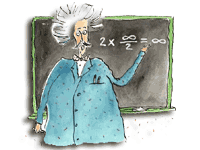 2 x ∞/2 = ∞